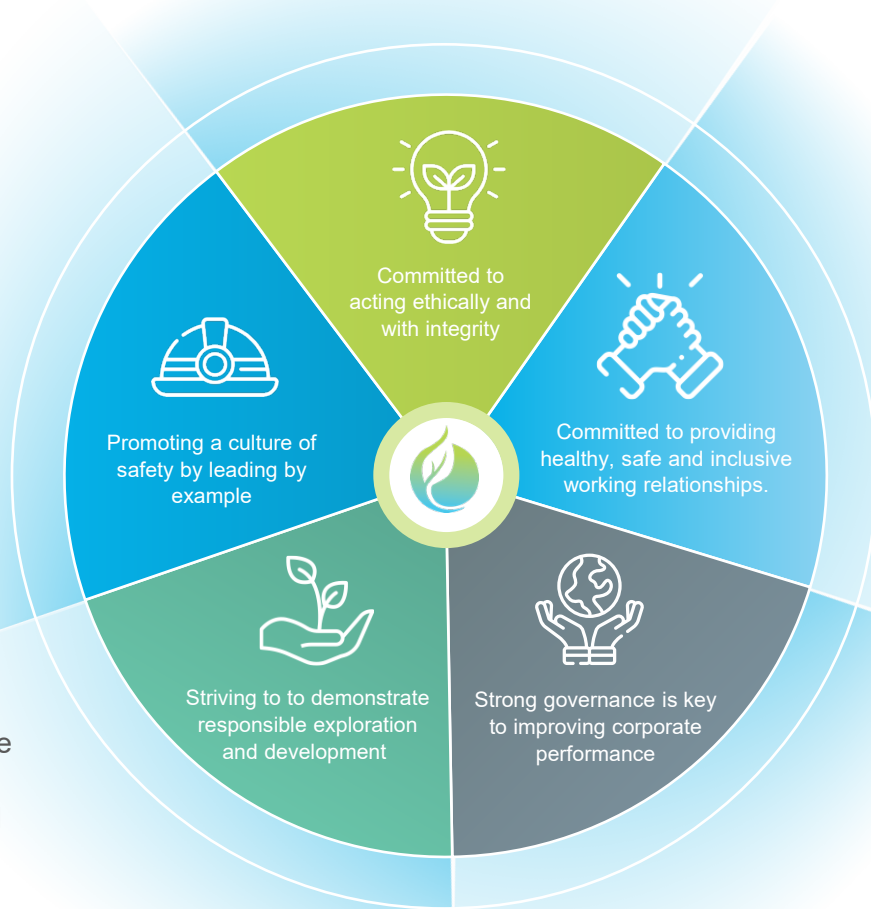 Committed to
acting ethically and
with integrity
Committed to providing
healthy, safe and inclusive
working relationships.
Strong governance is key
to improving corporate
performance
Striving to to demonstrate
responsible exploration
and development
Promoting a culture of
safety by leading by
example
e